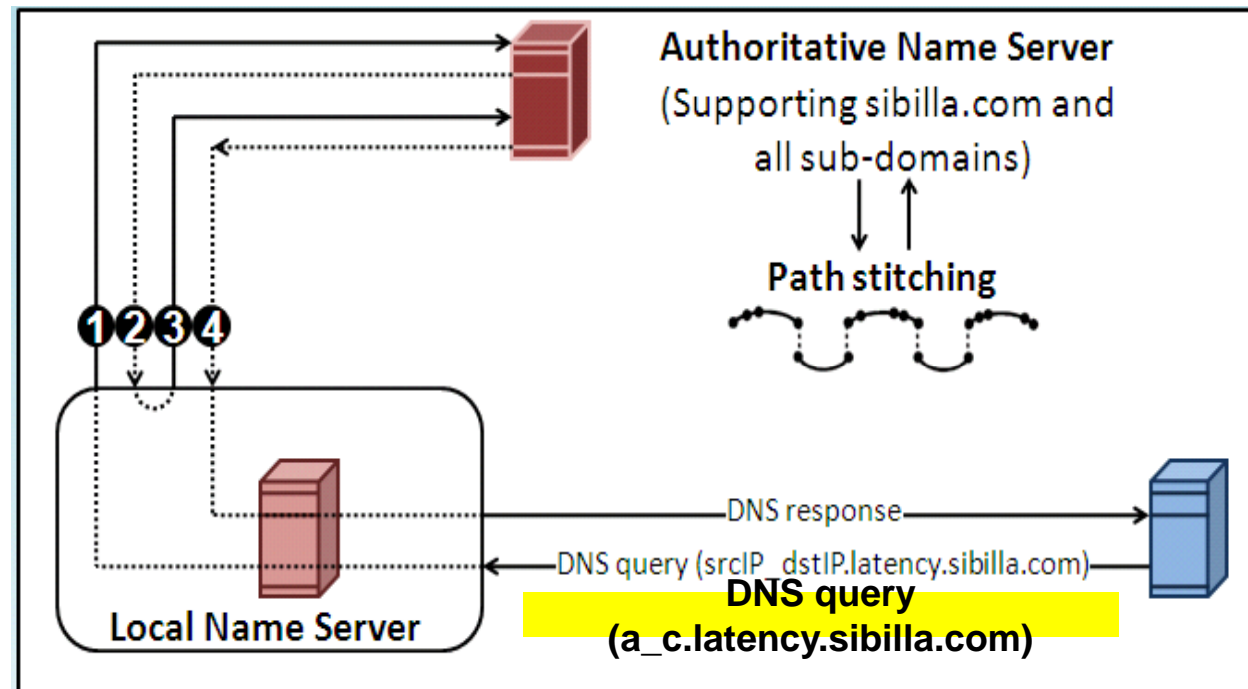 Authoritative Name Server
(Supporting sibilla.com and
all sub-domains)
Path stitching
1 2 3 4
DNS response
DNS query (srcIP_dstIP.latency.sibilla.com)
Local Name Server
DNS query
(a_c.latency.sibilla.com)